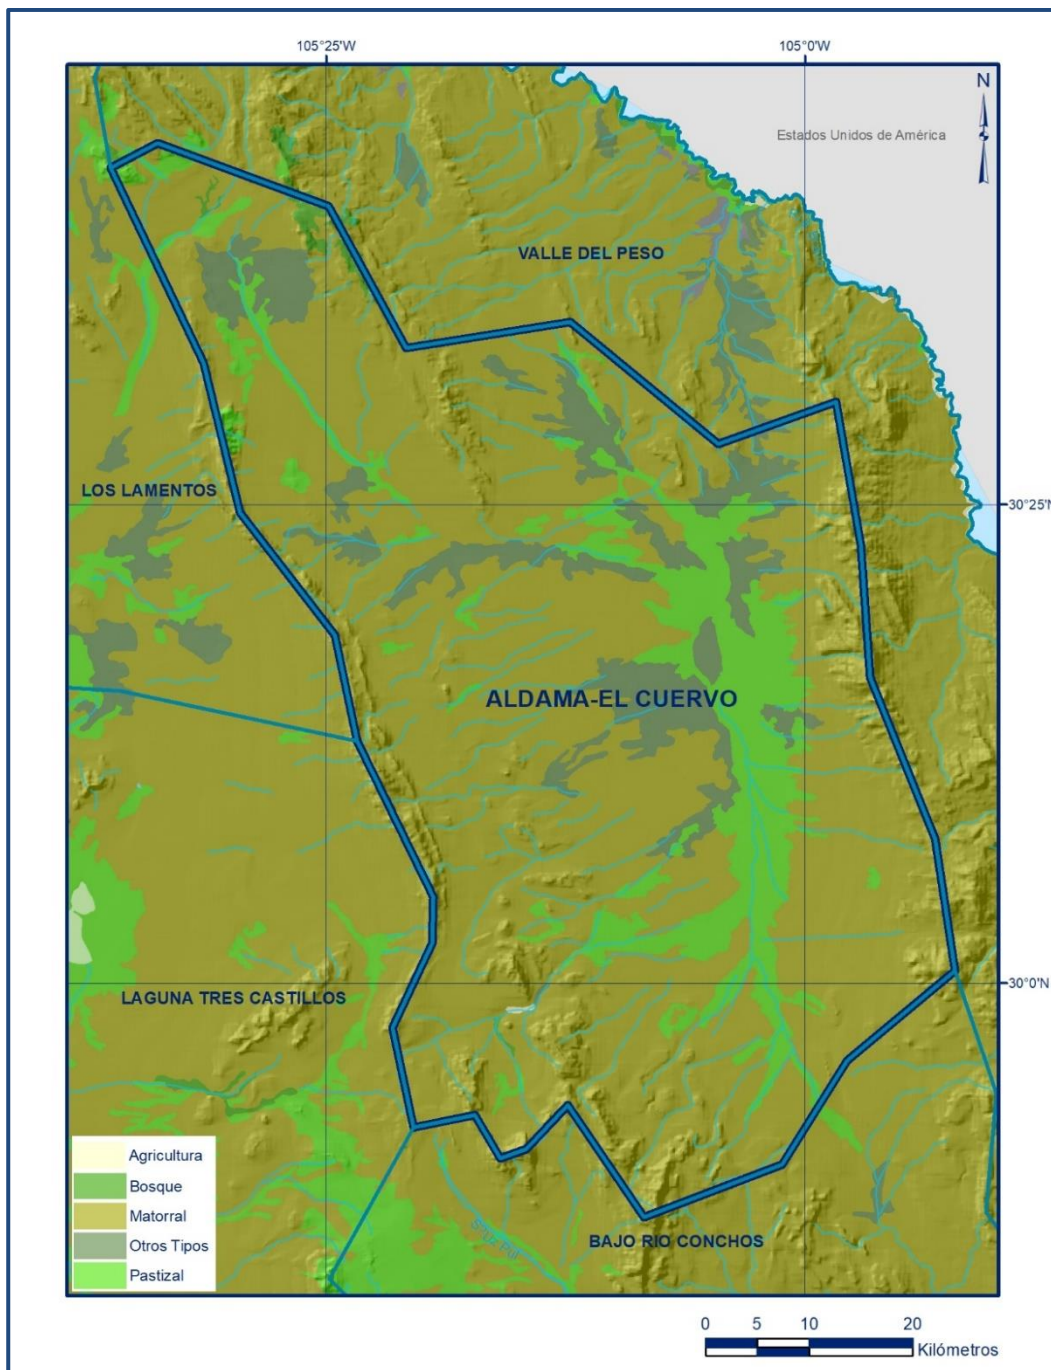 105°25'W
105°0'W
N
Estados Unidos de América
VALLE DEL PESO
LOS LAMENTOS
30°25'N
ALDAMA-EL CUERVO
LAGUNA TRES CASTILLOS
30°0'N
Agricultura
Bosque
Matorral
Otros Tipos
Pastizal
BAJO RIO CONCHOS
0 5 10 20
Kilómetros